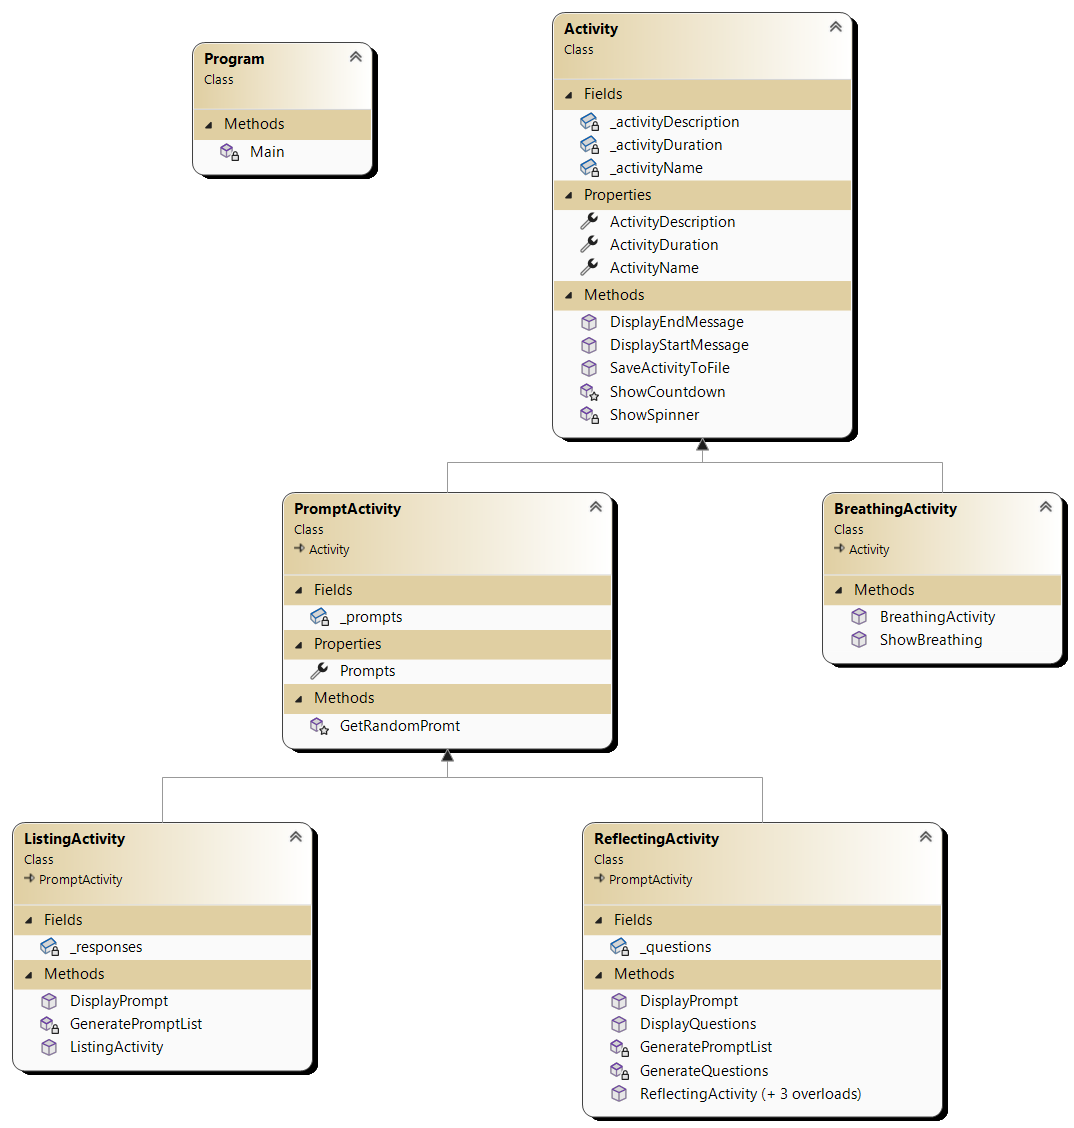 Program
Class
Methods
Main
Activity
Class
Fields
_activityDescription
_activityDuration
_activityName
Properties
ActivityDescription
ActivityDuration
ActivityName
Methods
DisplayEndMessage
DisplayStartMessage
SaveActivityToFile
ShowCountdown
ShowSpinner
PromptActivity
Class
Activity
Fields
_prompts
Properties
Prompts
Methods
GetRandomPromt
BreathingActivity
Class
Activity
Methods
BreathingActivity
ShowBreathing
ListingActivity
Class
PromptActivity
Fields
_responses
Methods
DisplayPrompt
GeneratePromptList
ListingActivity
ReflectingActivity
Class
PromptActivity
Fields
_questions
Methods
DisplayPrompt
DisplayQuestions
GeneratePromptList
GenerateQuestions
ReflectingActivity (+ 3 overloads)